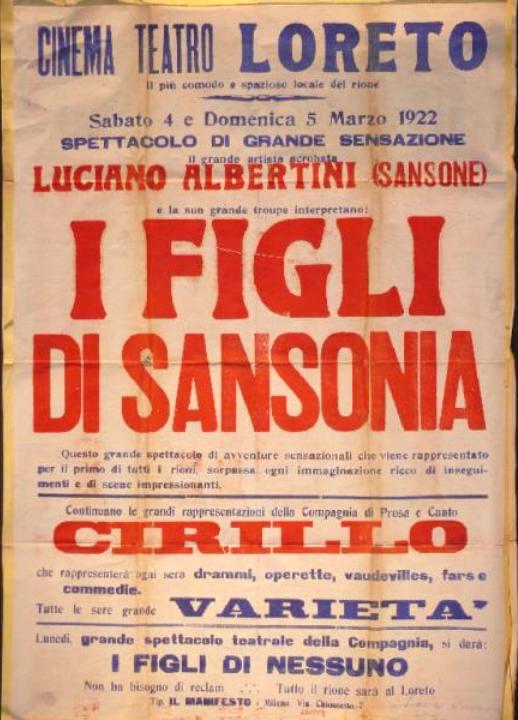 CINEMA TEATRO LORETO
Il più comodo e spazioso locale del rione
Sabato 4 e Domenica 5 Marzo 1922
SPETTACOLO DI GRANDE SENSAZIONE
il grande artista acrobata
LUCIANO ALBERTINI (SANSONE)
e la sua grande troupe interpretano:
I FIGLI
DI SANSONIA
Questo grande spettacolo di avventure sensazionali che viene rappresentato
per il primo di tutti i rioni, sorpassa ogni immaginazione ricco di insegui-
menti e di scene impressionanti.
Continuano le grandi rappresentazioni della Compagnia di Prosa e Canto
CIRILLO
che rappresenterà ogni sera drammi, operette, vaudevilles, farse
commedie.
Tutte le sere grande VARIETA'
Lunedì, grande spettacolo teatrale della Compagnia, si darà:
I FIGLI DI NESSUNO
Non ha bisogno di reclam ... Tutto il rione sarà al Loreto
Tip. IL MANIFESTO - Milano Via Chiossetto 7